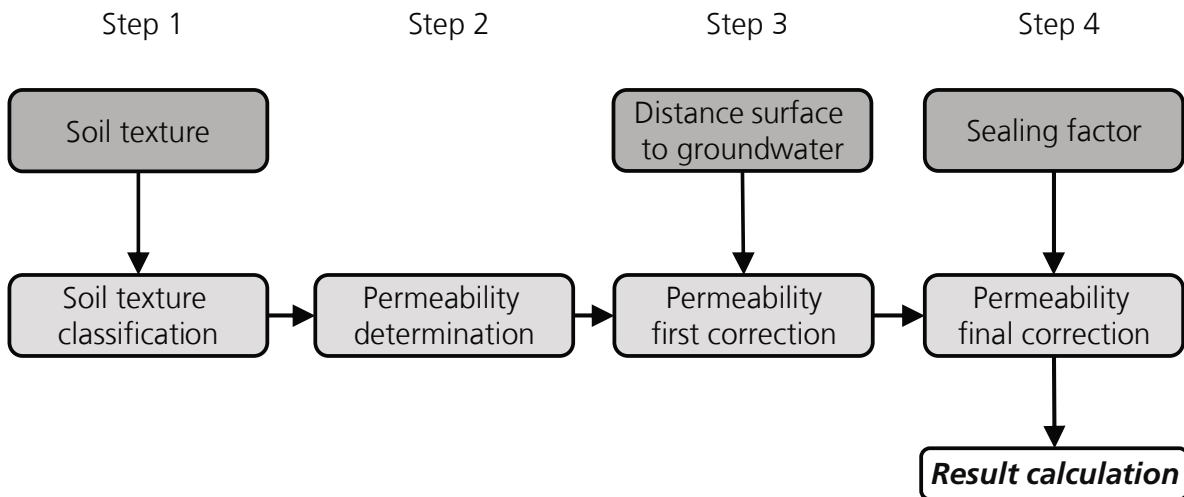 Step 1
Step 2
Step 3
Step 4
Soil texture
Distance surface
to groundwater
Sealing factor
Soil texture
classification
Permeability
determination
Permeability
first correction
Permeability
final correction
Result calculation